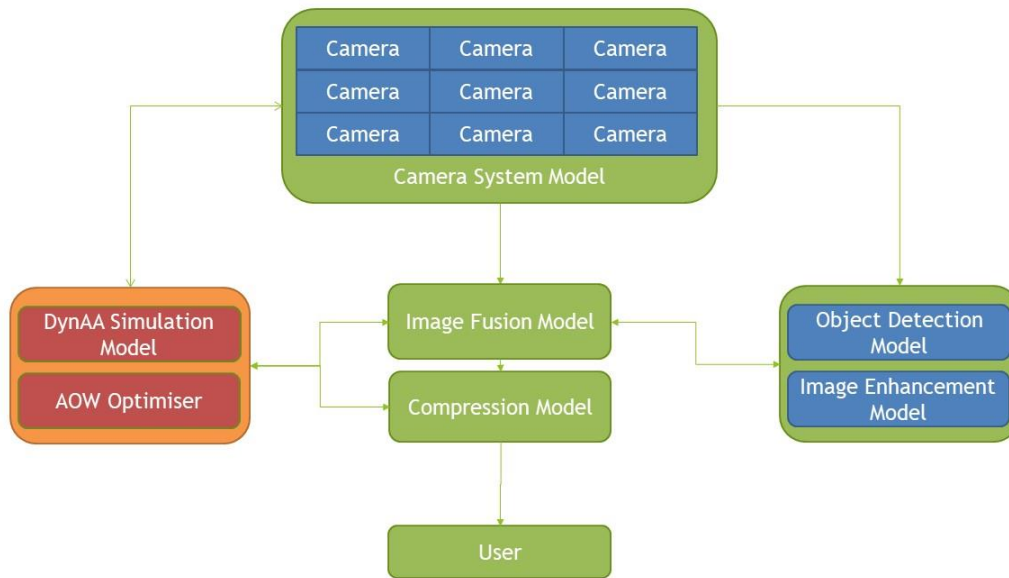 Camera Camera Camera
Camera Camera Camera
Camera Camera Camera
Camera System Model
DynAA Simulation
Model
AOW Optimiser
Image Fusion Model
Compression Model
Object Detection
Model
Image Enhancement
Model
User